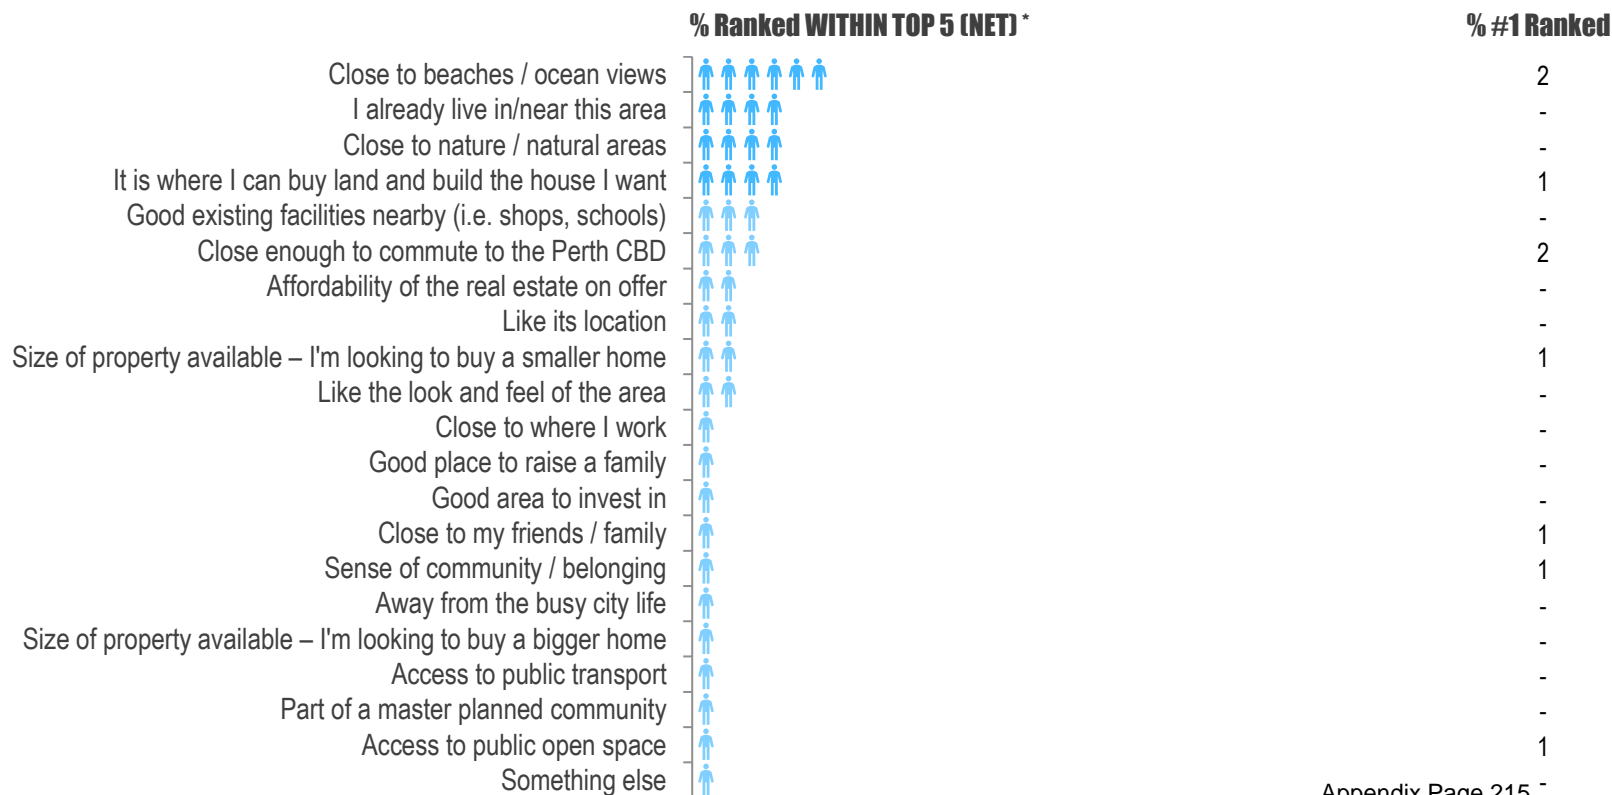 % Ranked WITHIN TOP 5 (NET) * % #1 Ranked
Close to beaches / ocean views 2
I already live in/near this area -
Close to nature / natural areas -
It is where I can buy land and build the house I want 1
Good existing facilities nearby (i.e. shops, schools) -
Close enough to commute to the Perth CBD 2
Affordability of the real estate on offer -
Like its location -
Size of property available – I'm looking to buy a smaller home 1
Like the look and feel of the area -
Close to where I work -
Good place to raise a family -
Good area to invest in -
Close to my friends / family 1
Sense of community / belonging 1
Away from the busy city life -
Size of property available – I'm looking to buy a bigger home -
Access to public transport -
Part of a master planned community -
Access to public open space 1
Something else -
Appendix Page 215